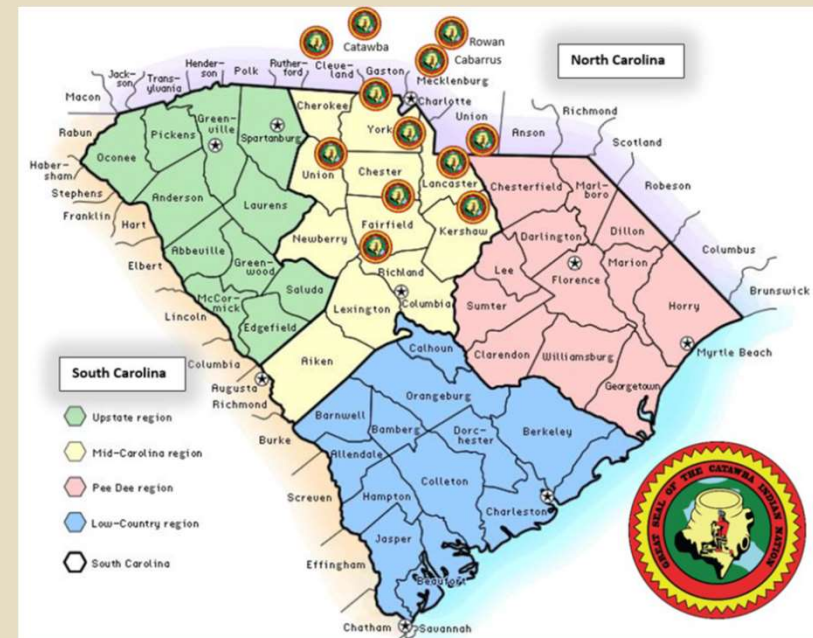 Catawba
Rowan
Cabarrus
North Carolina
Macon
Jack-
son
Trans-
ylvania
Hender-
son
Polk
Ruther-
ford
Cleve-
land
Gaston
Mecklenburg
Charlotte
Union
Anson
Richmond
Scotland
Robeson
Columbus
Brunswick
Rabun
Haber-
sham
Stephens
Franklin
Hart
Elbert
Lincoln
Columbia
Augusta
Richmond
Burke
Screven
Effingham
Chatham
Savannah
Oconee
Pickens
Green-
ville
Spartanburg
Cherokee
York
Union
Chester
Lancaster
Chesterfield
Marl-
boro
Anderson
Laurens
Newberry
Fairfield
Kershaw
Darlington
Dillon
Marion
Abbeville
Green-
wood
Saluda
McCor-
mick
Edgefield
Richland
Columbia
Lexington
Lee
Florence
Sumter
Horry
Myrtle Beach
Aiken
Calhoun
Clarendon
Williamsburg
Georgetown
Orangeburg
Barnwell
Bamberg
Dorc-
hester
Berkeley
Allendale
Colleton
Hampton
Charleston
Jasper
Beaufort
South Carolina
Upstate region
Mid-Carolina region
Pee Dee region
Low-Country region
South Carolina
GREAT SEAL OF THE CATAWBA INDIAN NATION